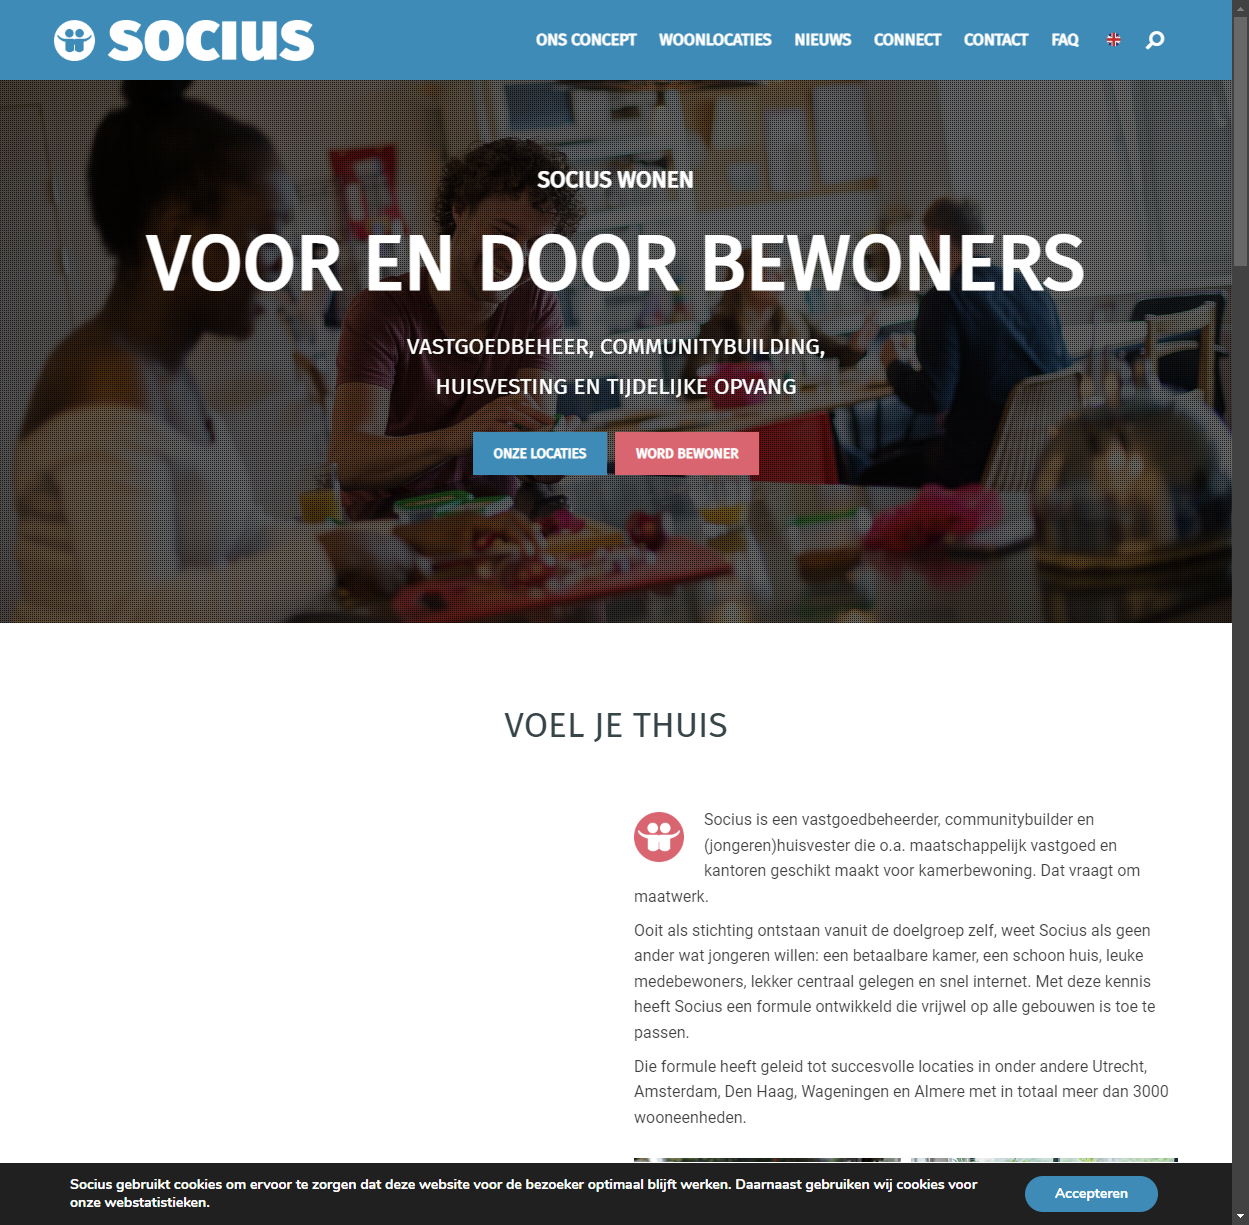 SOCIUS
ONS CONCEPT WOONLOCATIES NIEUWS CONNECT CONTACT FAQ
SOCIUS WONEN
VOOR EN DOOR BEWONERS
VASTGOEDBEHEER, COMMUNITYBUILDING,
HUISVESTING EN TIJDELIJKE OPVANG
ONZE LOCATIES WORD BEWONER
VOEL JE THUIS
Socius is een vastgoedbeheerder, communitybuilder en
(jongeren)huisvester die o.a. maatschappelijk vastgoed en
kantoren geschikt maakt voor kamerbewoning. Dat vraagt om
maatwerk.
Ooit als stichting ontstaan vanuit de doelgroep zelf, weet Socius als geen
ander wat jongeren willen: een betaalbare kamer, een schoon huis, leuke
medebewoners, lekker centraal gelegen en snel internet. Met deze kennis
heeft Socius een formule ontwikkeld die vrijwel op alle gebouwen is toe te
passen.
Die formule heeft geleid tot succesvolle locaties in onder andere Utrecht,
Amsterdam, Den Haag, Wageningen en Almere met in totaal meer dan 3000
wooneenheden.
Socius gebruikt cookies om ervoor te zorgen dat deze website voor de bezoeker optimaal blijft werken. Daarnaast gebruiken wij cookies voor
onze webstatistieken.
Accepteren